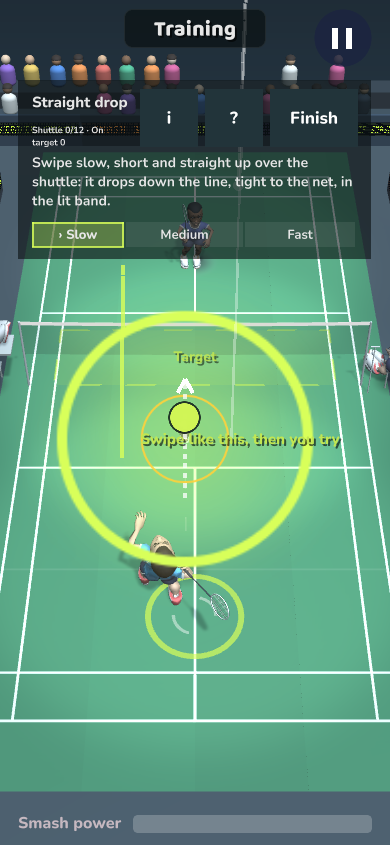 Training
Straight drop
i
?
Finish
Shuttle 0/12 · On
target 0
Swipe slow, short and straight up over the
shuttle: it drops down the line, tight to the net, in
the lit band.
› Slow
Medium
Fast
Target
Swipe like this, then you try
Smash power